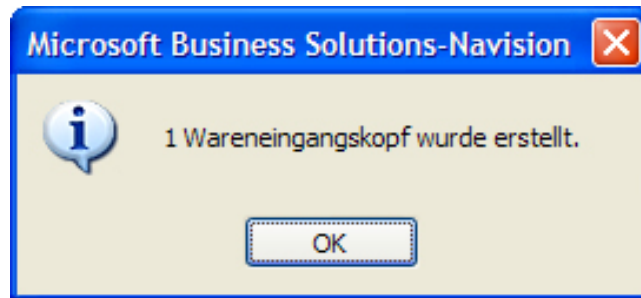 Microsoft Business Solutions-Navision
1 Wareneingangskopf wurde erstellt.
OK